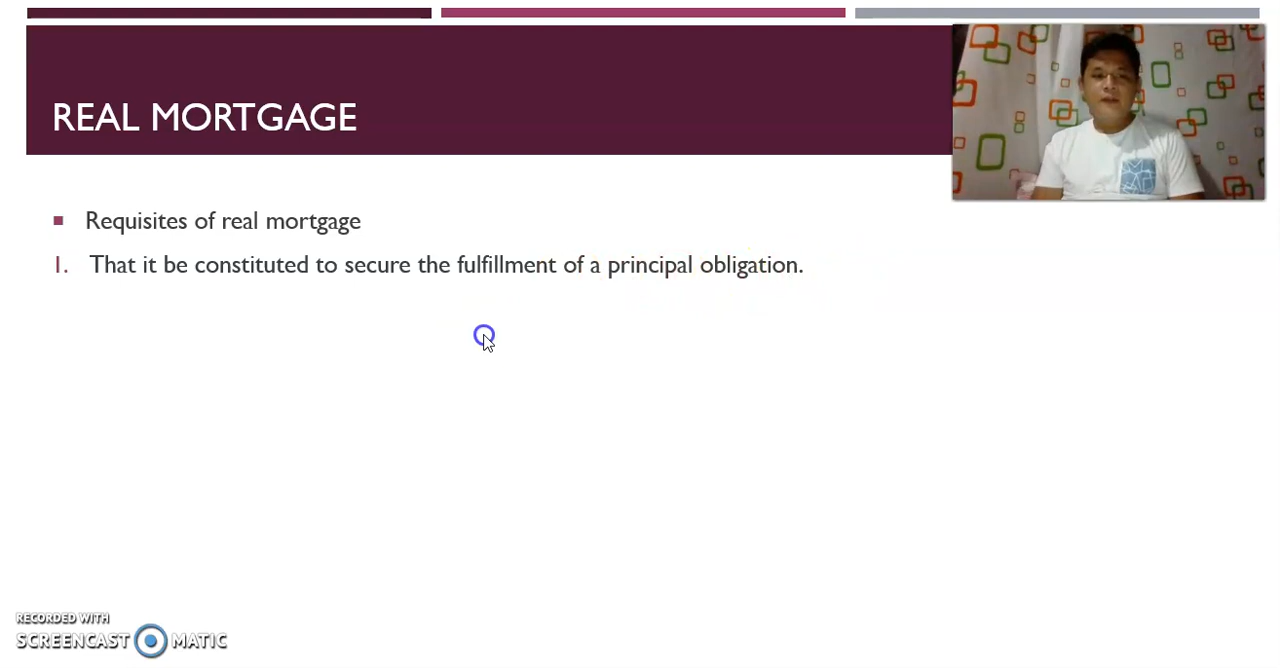 REAL MORTGAGE
Requisites of real mortgage
1. That it be constituted to secure the fulfillment of a principal obligation.
RECORDED WITH
SCREENCAST MATIC